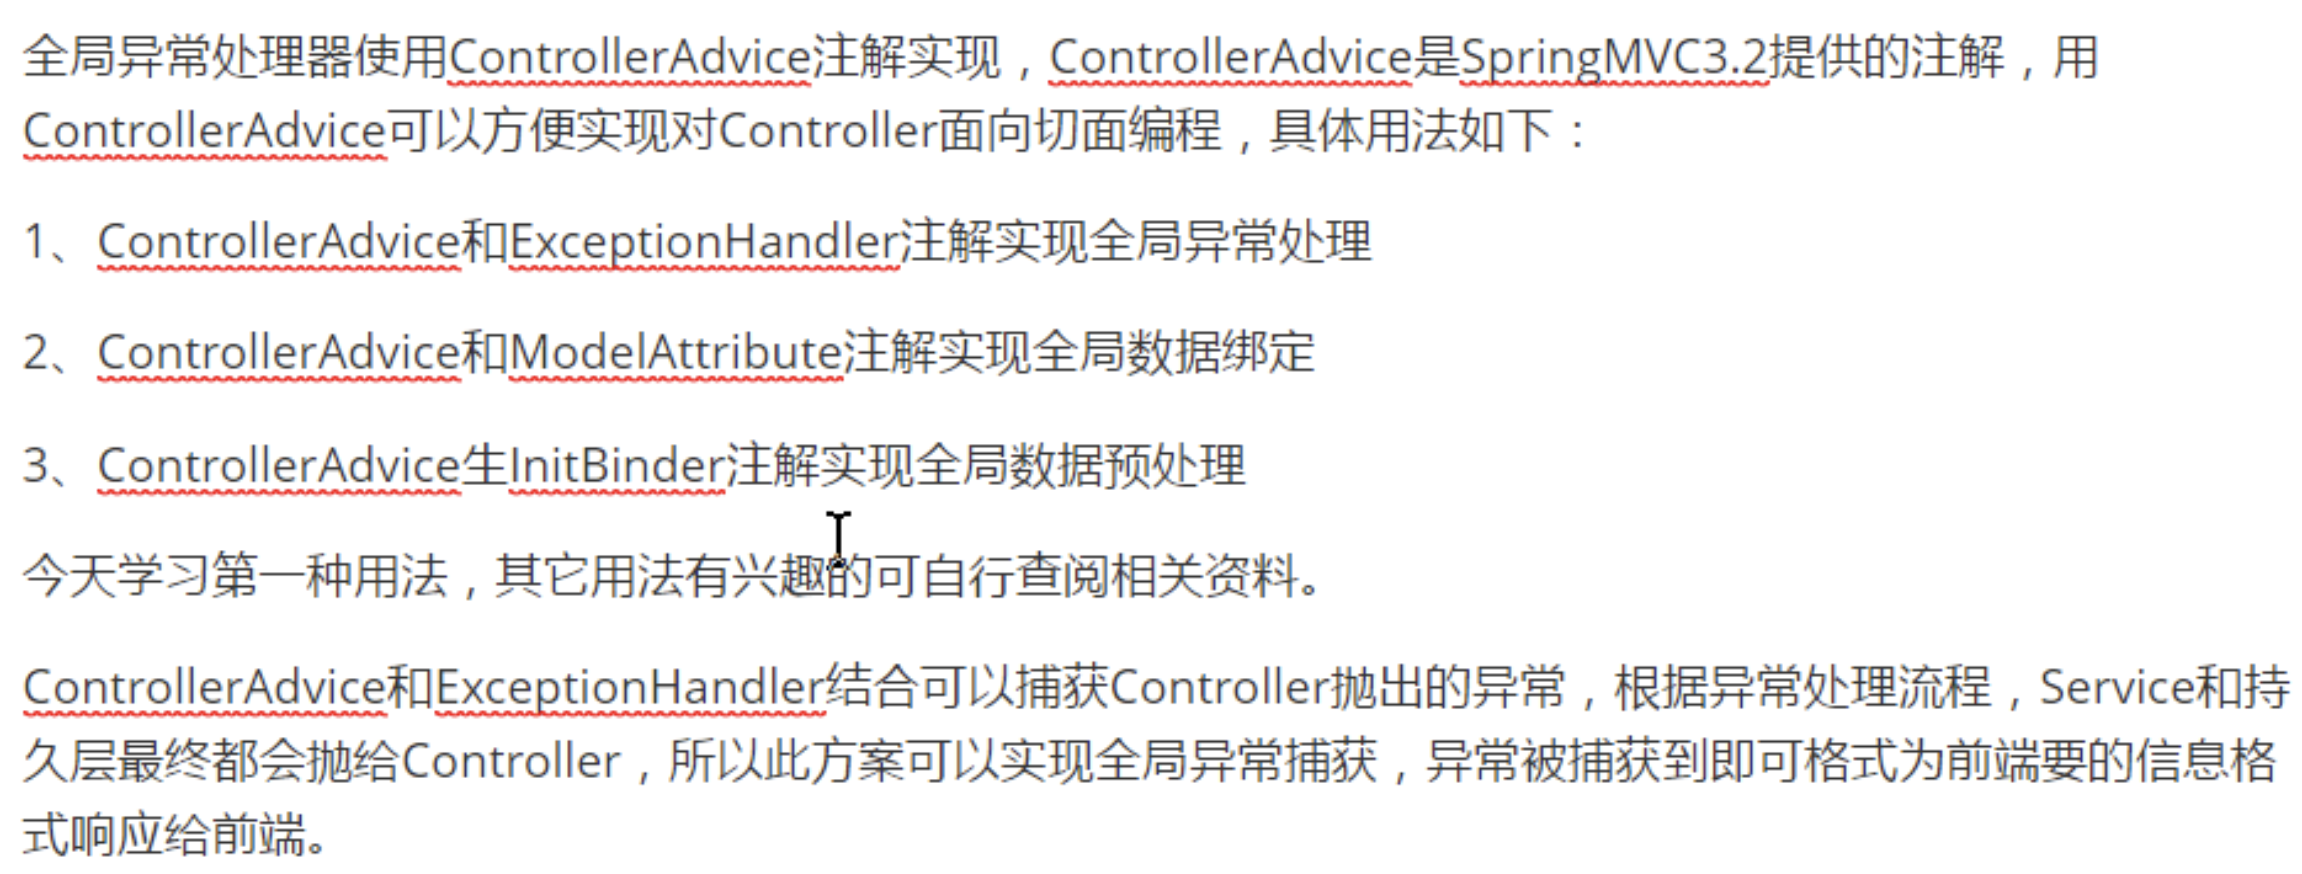 全局异常处理器使用ControllerAdvice注解实现，ControllerAdvice是SpringMVC3.2提供的注解，用
ControllerAdvice可以方便实现对Controller面向切面编程，具体用法如下：
1、ControllerAdvice和ExceptionHandler注解实现全局异常处理
2、ControllerAdvice和ModelAttribute注解实现全局数据绑定
3、ControllerAdvice生InitBinder注解实现全局数据预处理
今天学习第一种用法，其它用法有兴趣的可自行查阅相关资料。
ControllerAdvice和ExceptionHandler结合可以捕获Controller抛出的异常，根据异常处理流程，Service和持
久层最终都会抛给Controller，所以此方案可以实现全局异常捕获，异常被捕获到即可格式为前端要的信息格
式响应给前端。